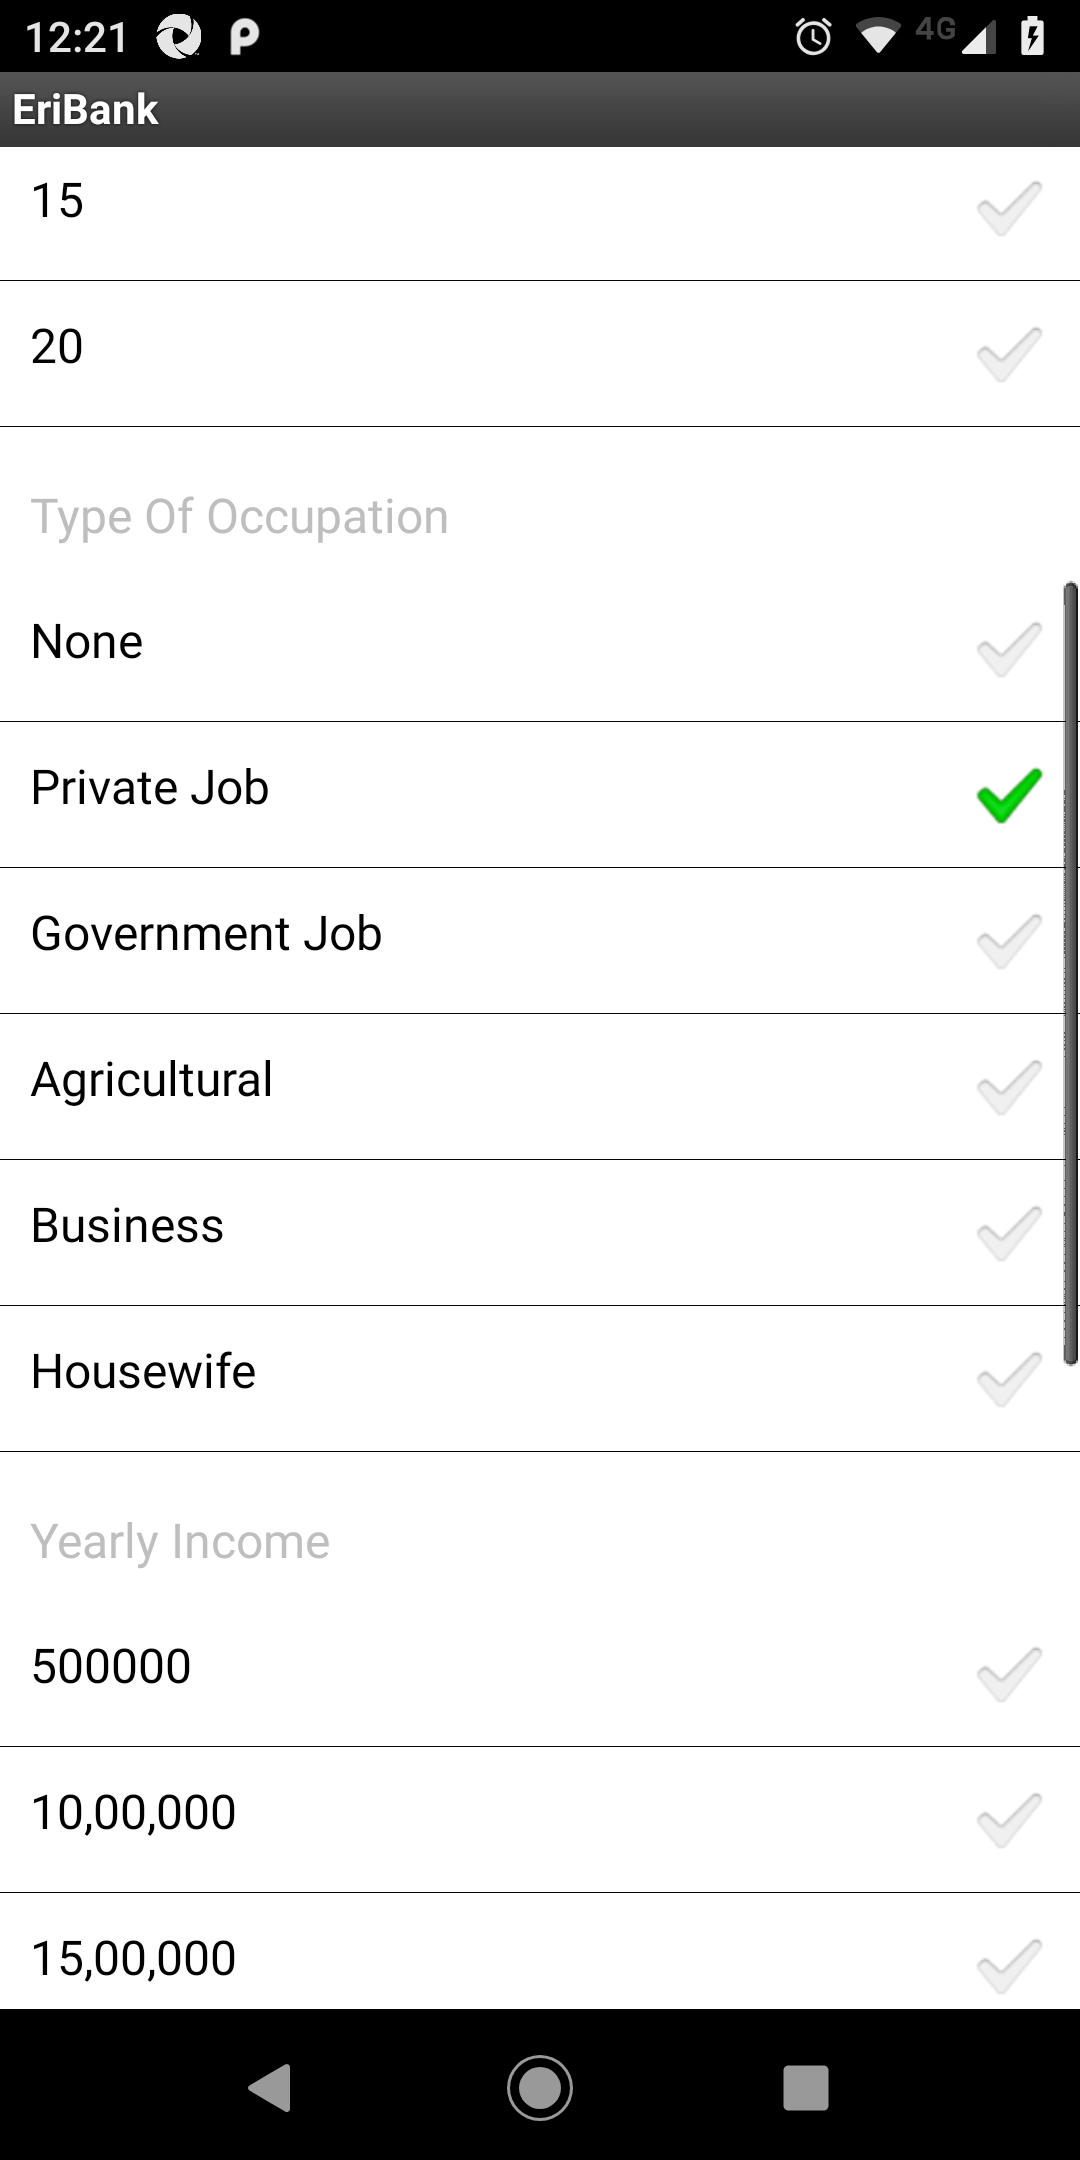 12:21
4G
EriBank
15
20
Type Of Occupation
None
Private Job
Government Job
Agricultural
Business
Housewife
Yearly Income
500000
10,00,000
15,00,000